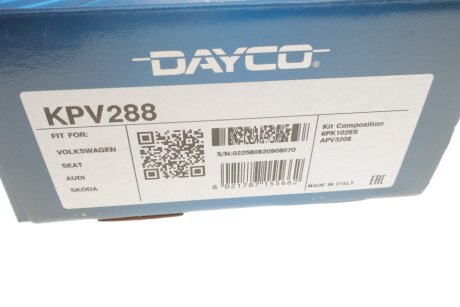 DAYCO®
KPV288
FIT FOR:
VOLKSWAGEN
SEAT
AUDI
SKODA
S/N:022580820908070
8 021787 155662
Kit Composition
6PK1026S
APV3208
MADE IN ITALY
EAC